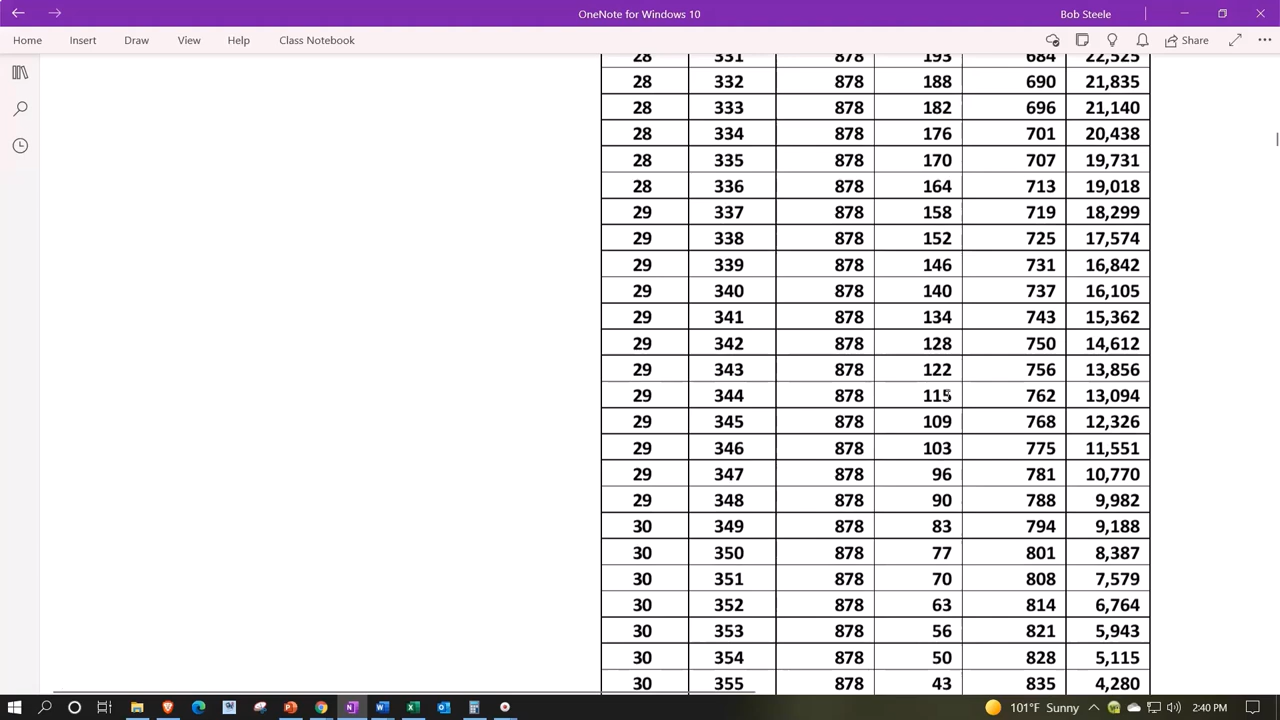 OneNote for Windows 10
Bob Steele
Home Insert Draw View Help Class Notebook Share
28 331 878 193 684 22,525
28 332 878 188 690 21,835
28 333 878 182 696 21,140
28 334 878 176 701 20,438
28 335 878 170 707 19,731
28 336 878 164 713 19,018
29 337 878 158 719 18,299
29 338 878 152 725 17,574
29 339 878 146 731 16,842
29 340 878 140 737 16,105
29 341 878 134 743 15,362
29 342 878 128 750 14,612
29 343 878 122 756 13,856
29 344 878 115 762 13,094
29 345 878 109 768 12,326
29 346 878 103 775 11,551
29 347 878 96 781 10,770
29 348 878 90 788 9,982
30 349 878 83 794 9,188
30 350 878 77 801 8,387
30 351 878 70 808 7,579
30 352 878 63 814 6,764
30 353 878 56 821 5,943
30 354 878 50 828 5,115
30 355 878 43 835 4,280
101°F Sunny 2:40 PM